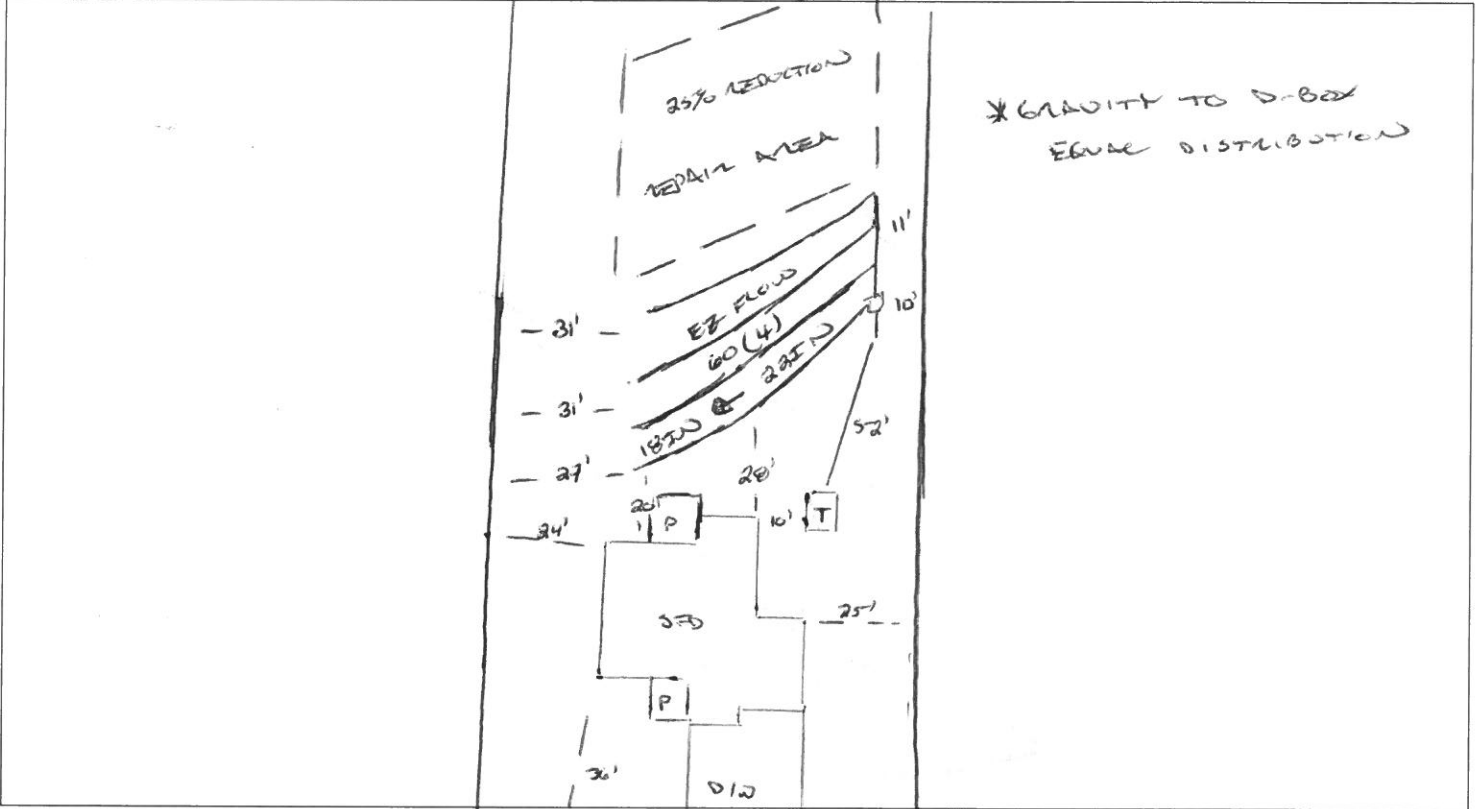 25% REDUCTION
REPAIR AREA
* GRAVITY TO D-BOX
EQUAL DISTRIBUTION
11'
10'
EZ FLOW
60 (4)
18IN ← 22IN
31'
31'
27'
24'
52'
28'
20'
P
10'
T
SFD
25'
P
36'
D/W